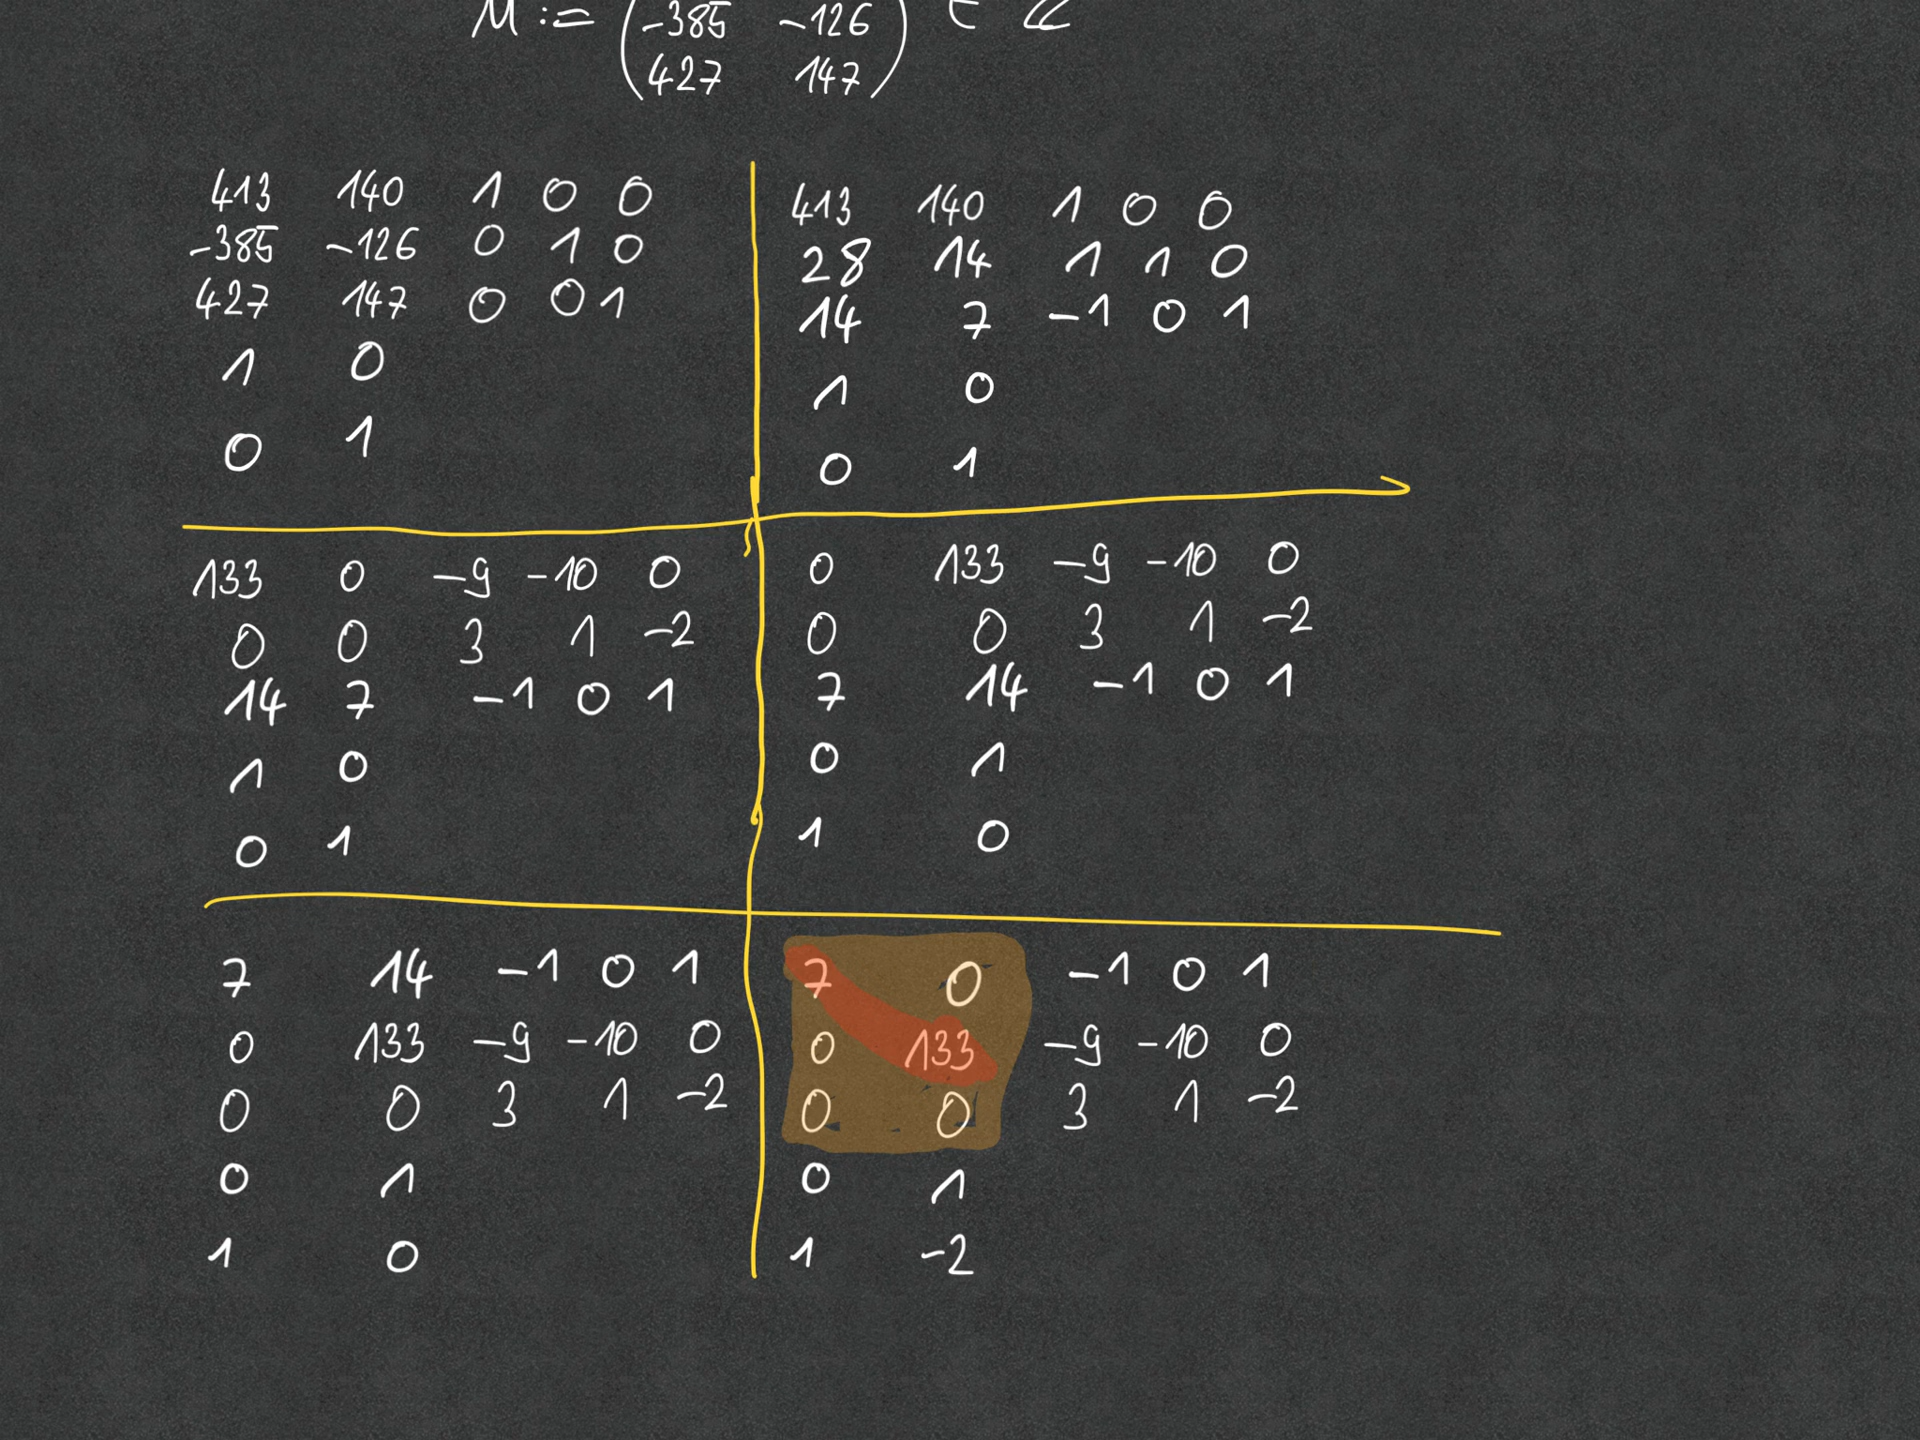 M := ( -385 -126 ) ∈ ℤ
427 147
413 140 1 0 0
-385 -126 0 1 0
427 147 0 0 1
1 0
0 1
413 140 1 0 0
28 14 1 1 0
14 7 -1 0 1
1 0
0 1
133 0 -9 -10 0
0 0 3 1 -2
14 7 -1 0 1
1 0
0 1
0 133 -9 -10 0
0 0 3 1 -2
7 14 -1 0 1
0 1
1 0
7 14 -1 0 1
0 133 -9 -10 0
0 0 3 1 -2
0 1
1 0
7 0 -1 0 1
0 133 -9 -10 0
0 0 3 1 -2
0 1
1 -2